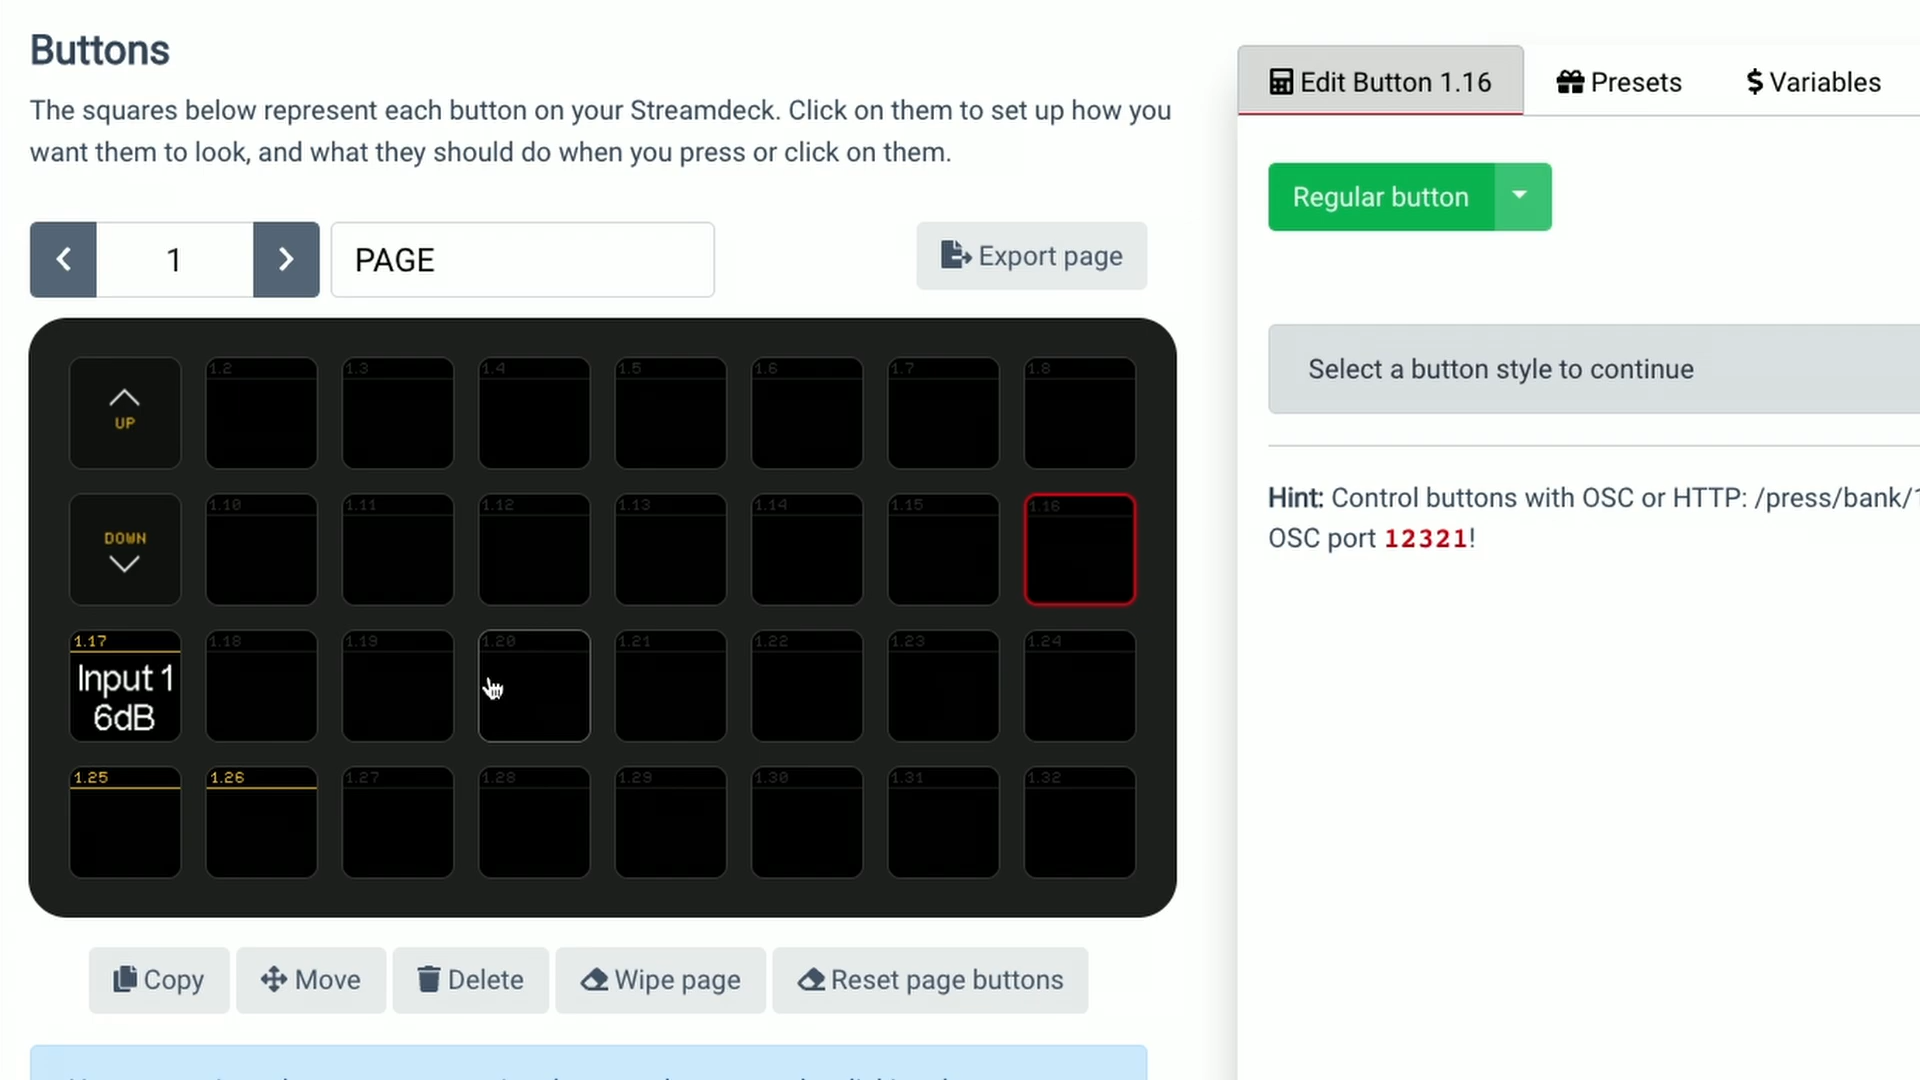 Buttons
The squares below represent each button on your Streamdeck. Click on them to set up how you
want them to look, and what they should do when you press or click on them.
1
PAGE
Export page
UP
1.2
1.3
1.4
1.5
1.6
1.7
1.8
DOWN
1.10
1.11
1.12
1.13
1.14
1.15
1.16
1.17
Input 1
6dB
1.18
1.19
1.20
1.21
1.22
1.23
1.24
1.25
1.26
1.27
1.28
1.29
1.30
1.31
1.32
Copy
Move
Delete
Wipe page
Reset page buttons
Edit Button 1.16
Presets
Variables
Regular button
Select a button style to continue
Hint: Control buttons with OSC or HTTP: /press/bank/1
OSC port 12321!